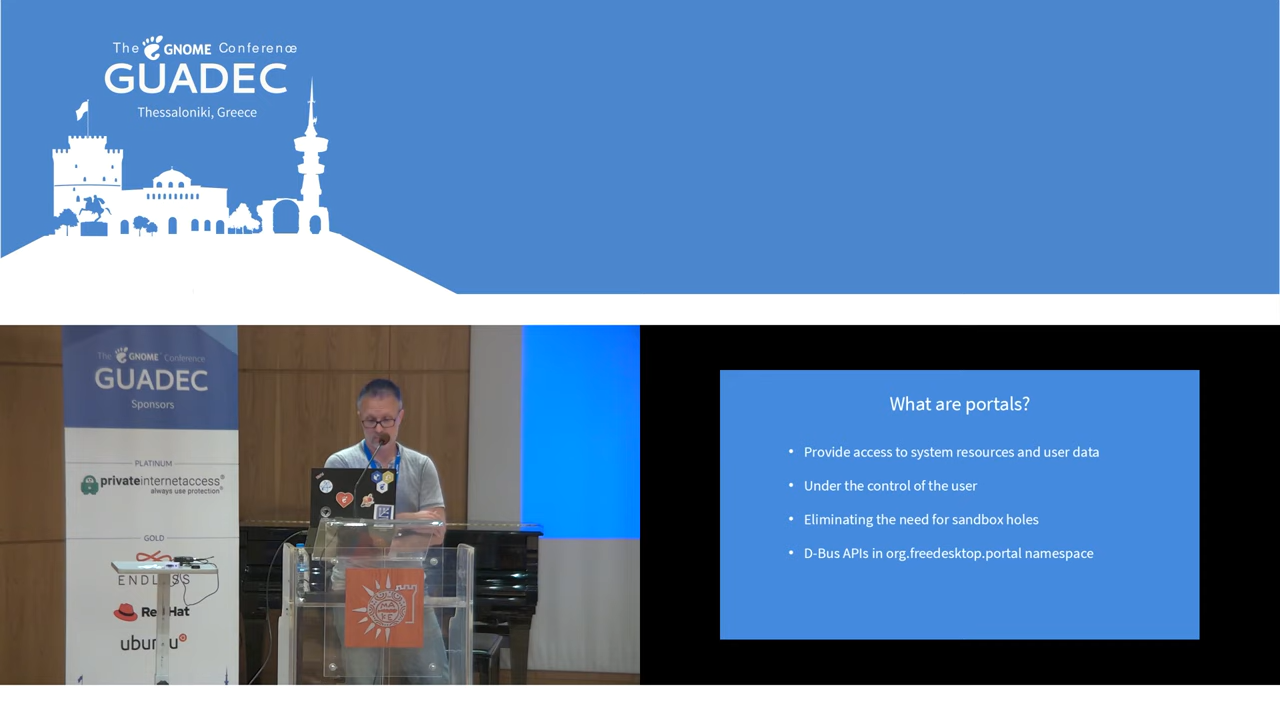 The GNOME Conference
GUADEC
Thessaloniki, Greece
The GNOME Conference
GUADEC
Sponsors
PLATINUM
privateinternetaccess®
always use protection®
GOLD
ENDLESS
Red Hat
ubuntu
What are portals?
• Provide access to system resources and user data
• Under the control of the user
• Eliminating the need for sandbox holes
• D-Bus APIs in org.freedesktop.portal namespace